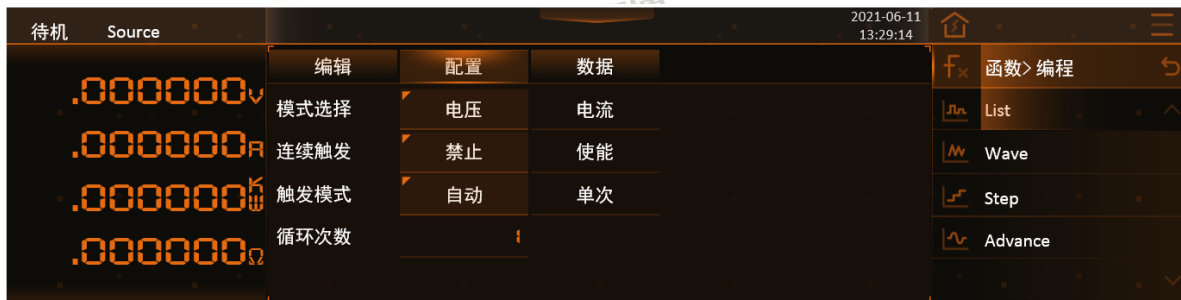 待机 Source
2021-06-11
13:29:14
.000000V
.000000A
.000000KW
.000000Ω
编辑 配置 数据
模式选择 电压 电流
连续触发 禁止 使能
触发模式 自动 单次
循环次数 1
fx 函数> 编程
List
Wave
Step
Advance